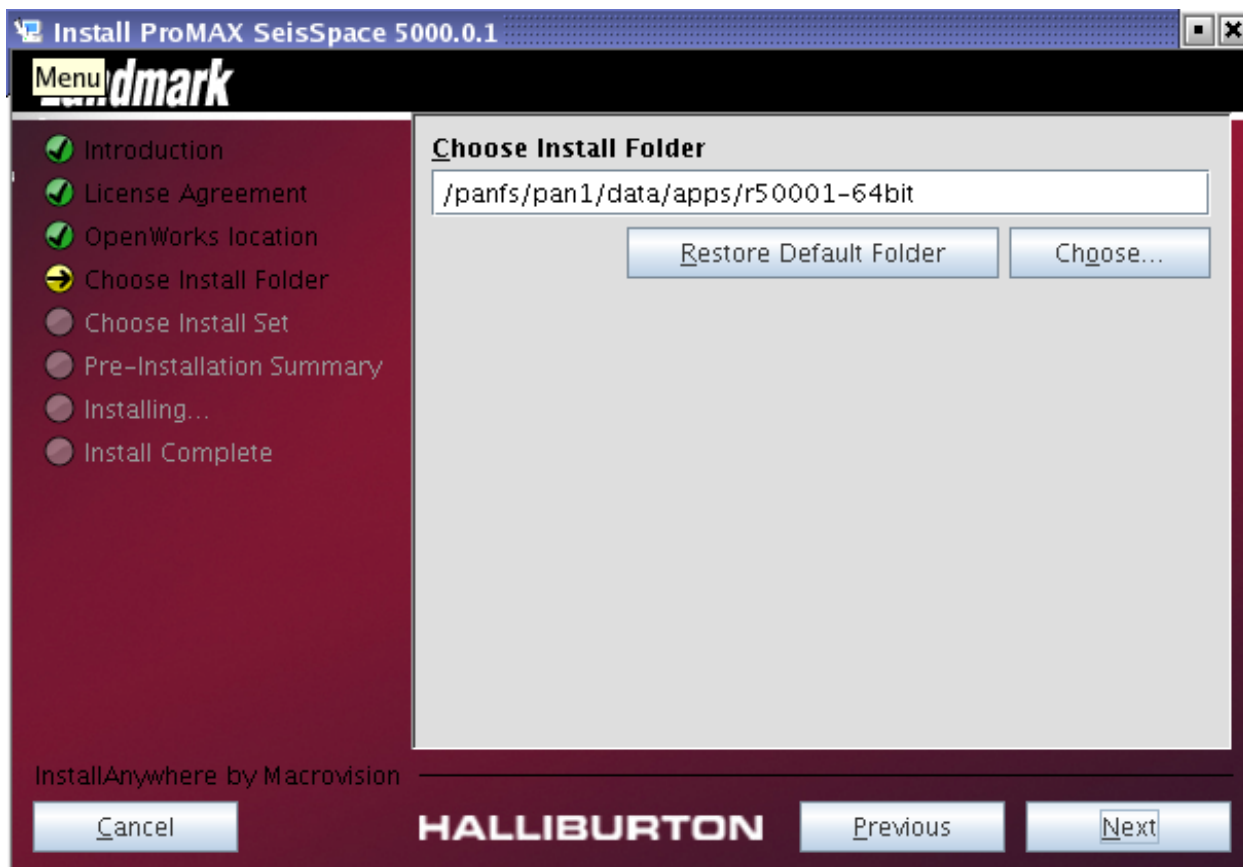 Install ProMAX SeisSpace 5000.0.1
Menu
dmark
Introduction
License Agreement
OpenWorks location
Choose Install Folder
Choose Install Set
Pre-Installation Summary
Installing...
Install Complete
Choose Install Folder
/panfs/pan1/data/apps/r50001-64bit
Restore Default Folder
Choose...
InstallAnywhere by Macrovision
Cancel
HALLIBURTON
Previous
Next